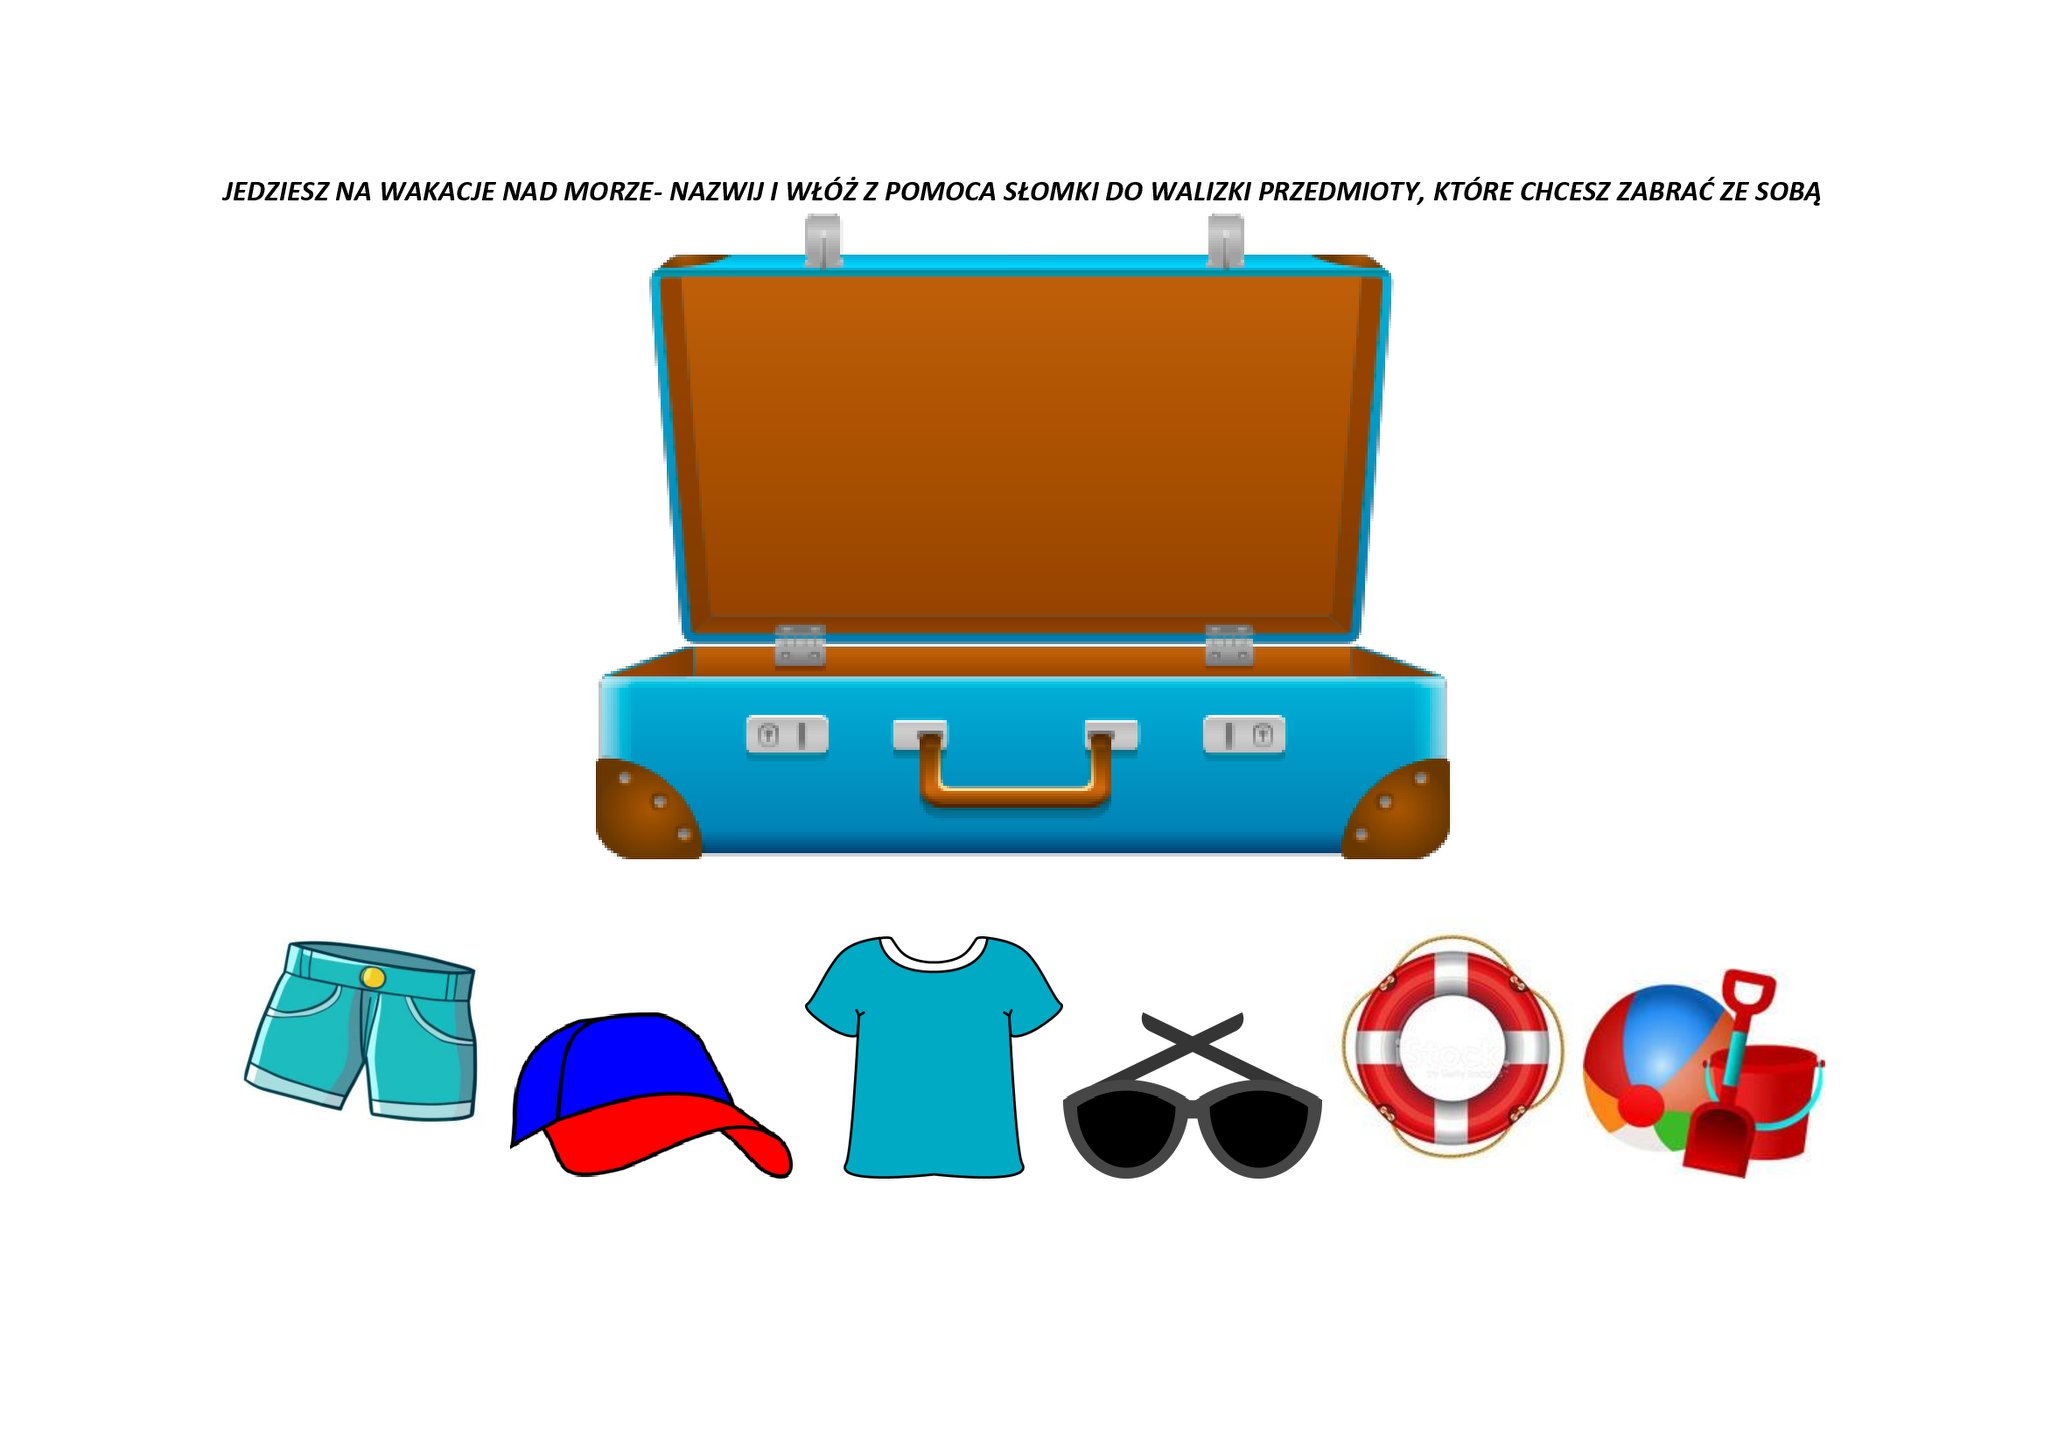 JEDZIESZ NA WAKACJE NAD MORZE- NAZWIJ I WŁÓŻ Z POMOCA SŁOMKI DO WALIZKI PRZEDMIOTY, KTÓRE CHCESZ ZABRAĆ ZE SOBĄ